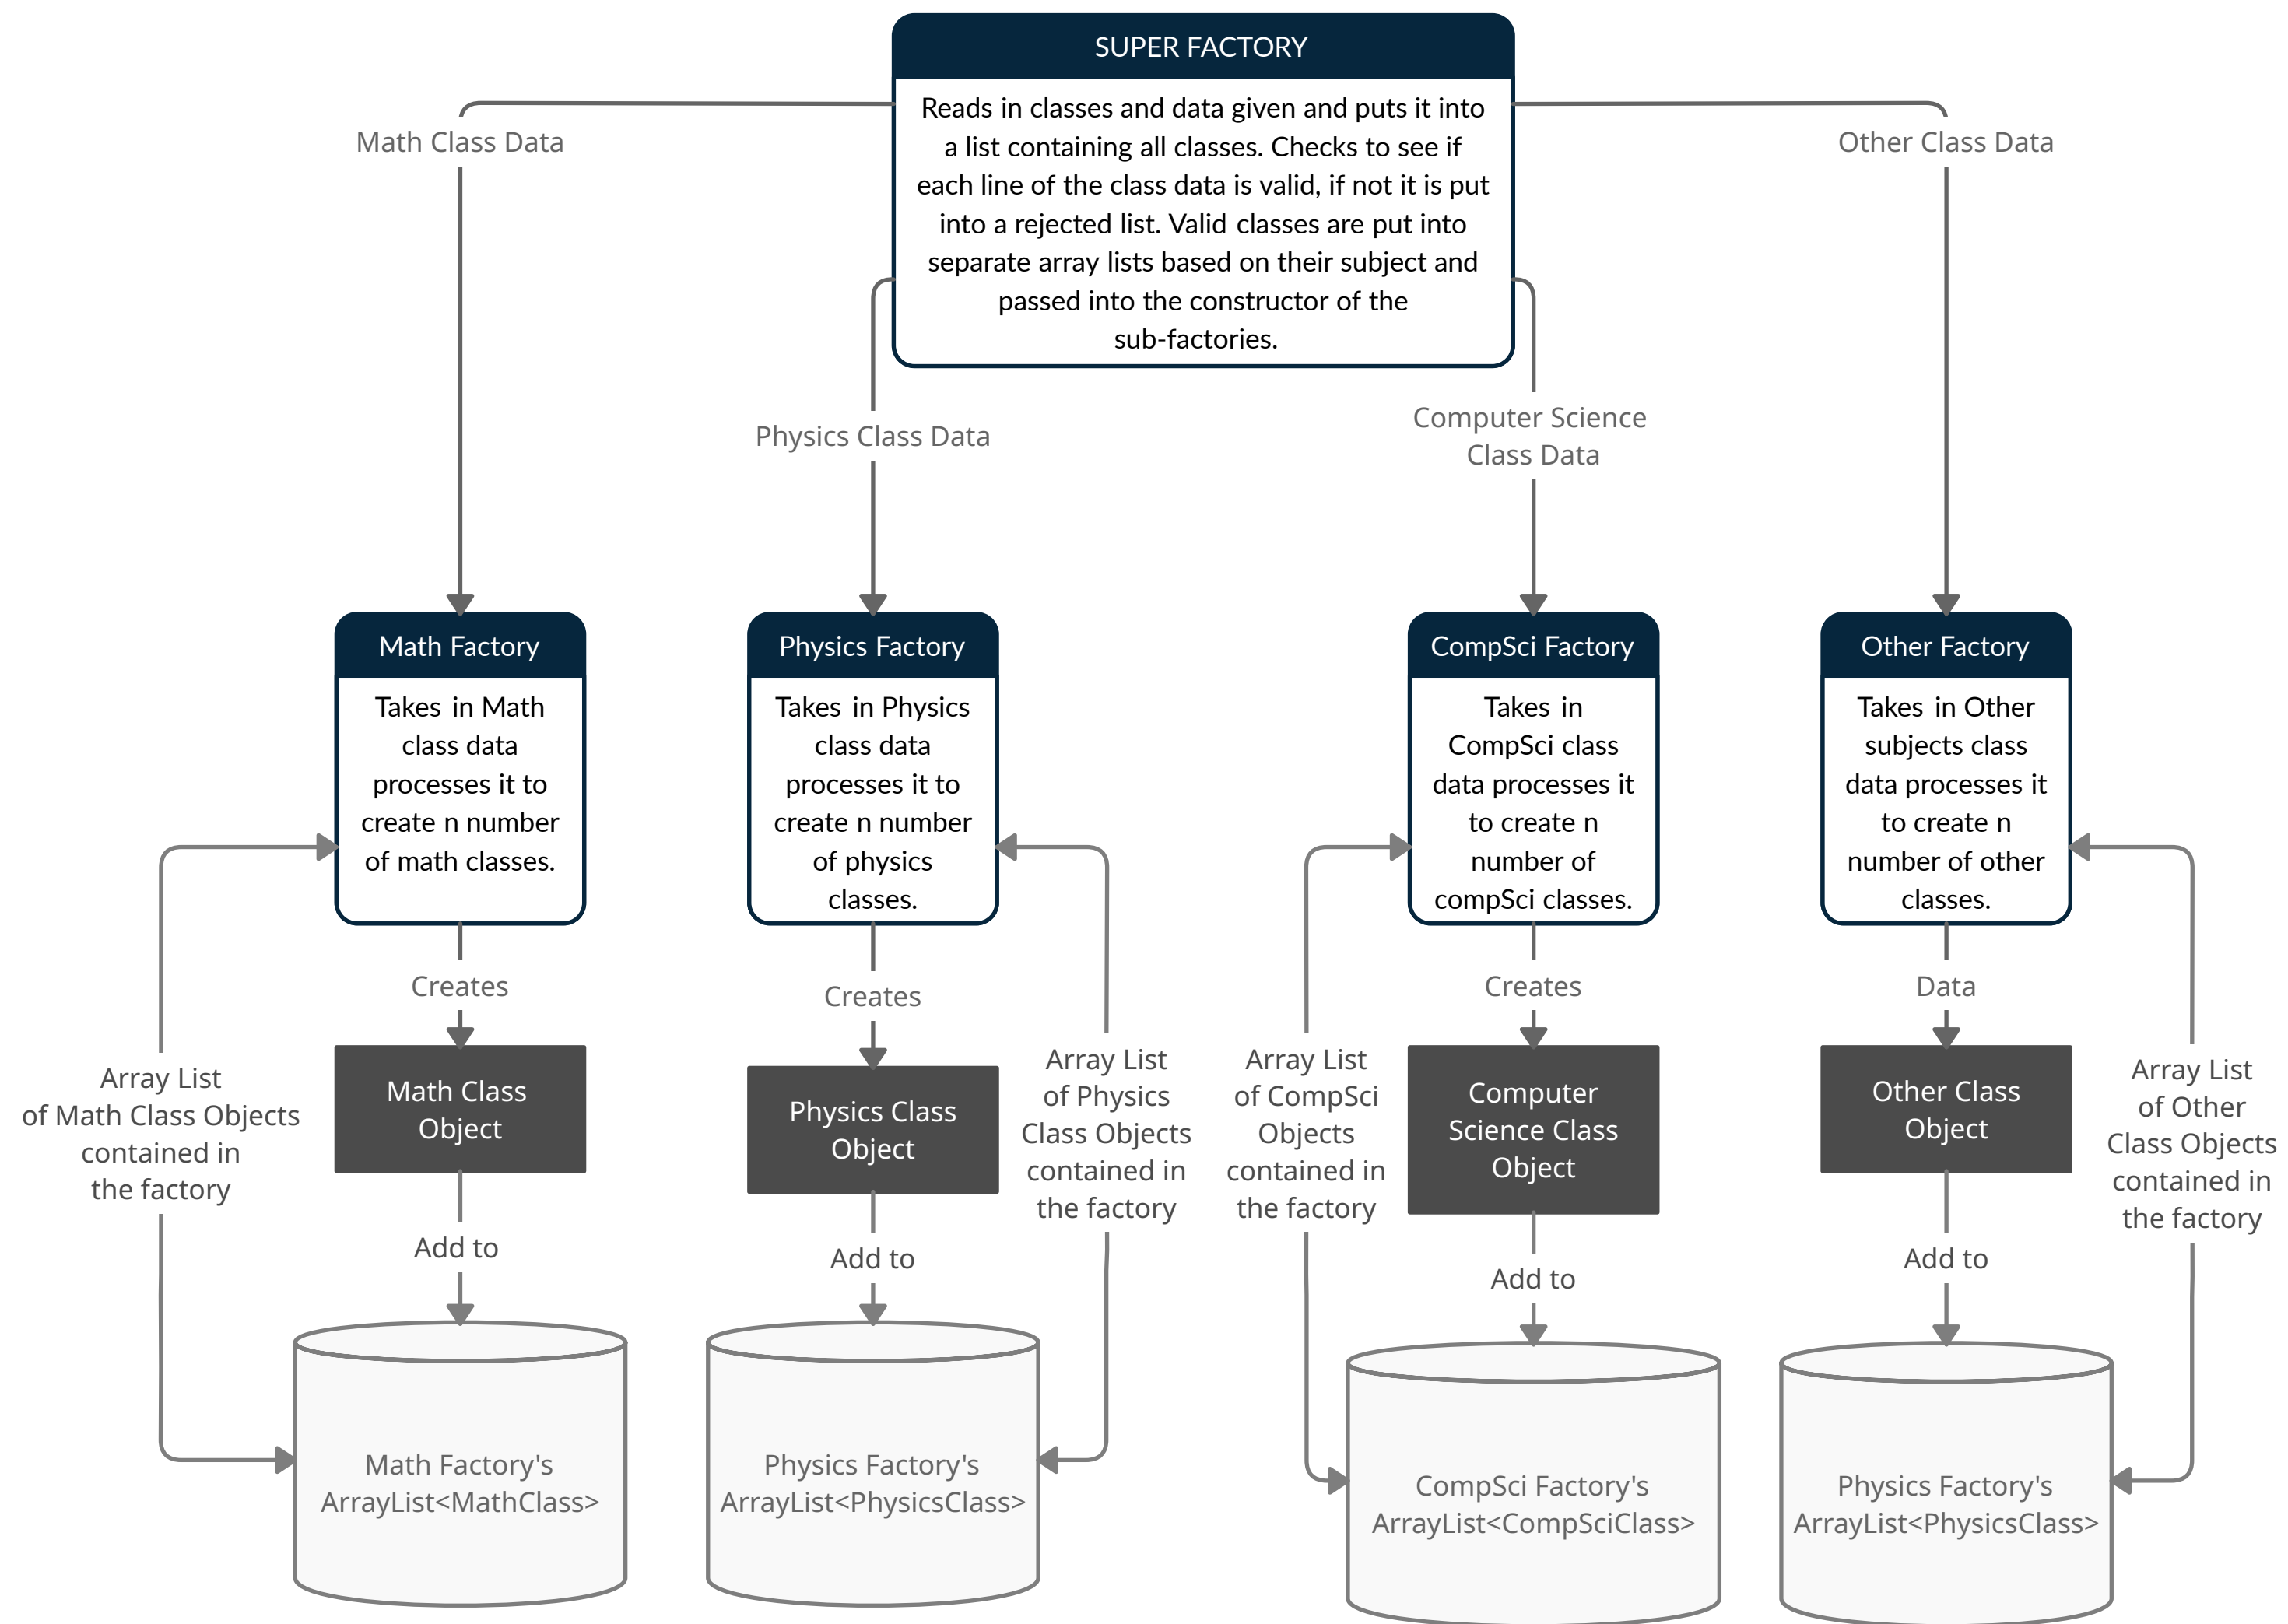 SUPER FACTORY
Reads in classes and data given and puts it into
a list containing all classes. Checks to see if
each line of the class data is valid, if not it is put
into a rejected list. Valid classes are put into
separate array lists based on their subject and
passed into the constructor of the
sub-factories.
Math Class Data
Other Class Data
Physics Class Data
Computer Science
Class Data
Math Factory
Takes in Math
class data
processes it to
create n number
of math classes.
Physics Factory
Takes in Physics
class data
processes it to
create n number
of physics
classes.
CompSci Factory
Takes in
CompSci class
data processes it
to create n
number of
compSci classes.
Other Factory
Takes in Other
subjects class
data processes it
to create n
number of other
classes.
Creates
Creates
Creates
Data
Array List
of Math Class Objects
contained in
the factory
Math Class
Object
Physics Class
Object
Array List
of Physics
Class Objects
contained in
the factory
Array List
of CompSci
Objects
contained in
the factory
Computer
Science Class
Object
Other Class
Object
Array List
of Other
Class Objects
contained in
the factory
Add to
Add to
Add to
Add to
Math Factory's
ArrayList<MathClass>
Physics Factory's
ArrayList<PhysicsClass>
CompSci Factory's
ArrayList<CompSciClass>
Physics Factory's
ArrayList<PhysicsClass>